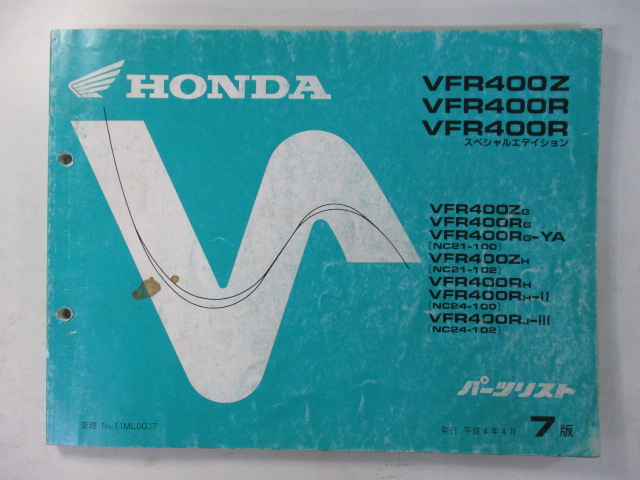 HONDA
VFR400Z
VFR400R
VFR400R
スペシャルエデイション
VFR400ZG
VFR400RG
VFR400RG-YA
[NC21-100]
VFR400ZH
[NC21-102]
VFR400RH
VFR400RH-II
[NC24-100]
VFR400RJ-III
[NC24-102]
パーツリスト
管理 No.11ML0GJ7
発行 平成4年4月 7版